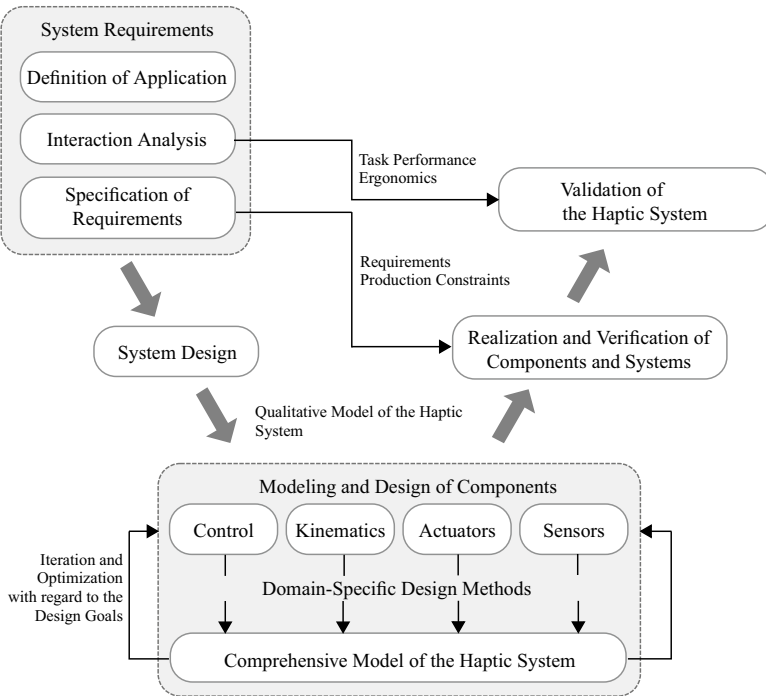 System Requirements
Definition of Application
Interaction Analysis
Specification of
Requirements
Task Performance
Ergonomics
Validation of
the Haptic System
Requirements
Production Constraints
System Design
Realization and Verification of
Components and Systems
Qualitative Model of the Haptic
System
Modeling and Design of Components
Control
Kinematics
Actuators
Sensors
Iteration and
Optimization
with regard to the
Design Goals
Domain-Specific Design Methods
Comprehensive Model of the Haptic System